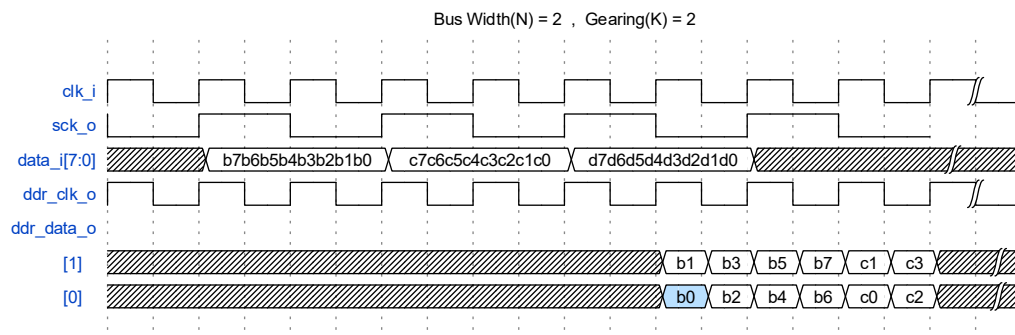 Bus Width(N) = 2 , Gearing(K) = 2
clk_i
sck_o
data_i[7:0] b7b6b5b4b3b2b1b0 c7c6c5c4c3c2c1c0 d7d6d5d4d3d2d1d0
ddr_clk_o
ddr_data_o
[1] b1 b3 b5 b7 c1 c3
[0] b0 b2 b4 b6 c0 c2